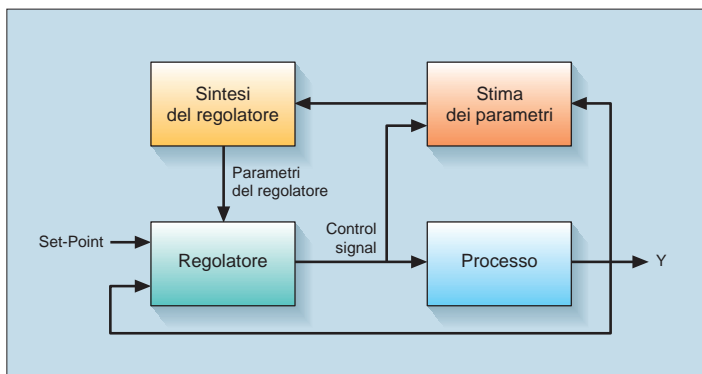 Sintesi
del regolatore
Stima
dei parametri
Parametri
del regolatore
Set-Point
Regolatore
Control
signal
Processo
Y